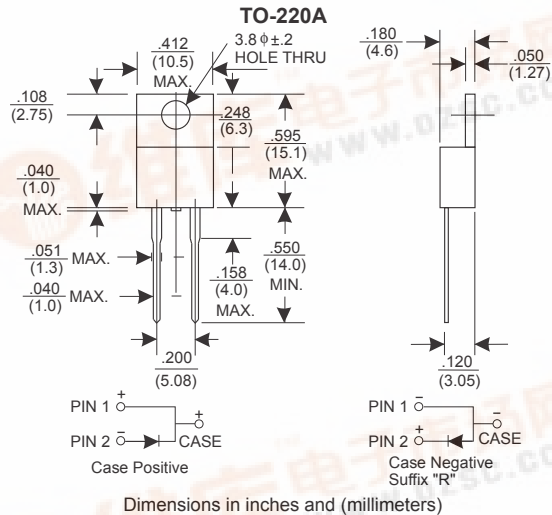 TO-220A
.412
(10.5)
MAX.
3.8 ϕ±.2
HOLE THRU
.180
(4.6)
.050
(1.27)
.108
(2.75)
.248
(6.3)
.595
(15.1)
MAX.
.040
(1.0)
MAX.
.051
(1.3) MAX.
.040
(1.0) MAX.
.158
(4.0)
MAX.
.550
(14.0)
MIN.
.200
(5.08)
.120
(3.05)
PIN 1 +
PIN 2 -
+
CASE
Case Positive
PIN 1 -
PIN 2 +
-
CASE
Case Negative
Suffix "R"
Dimensions in inches and (millimeters)